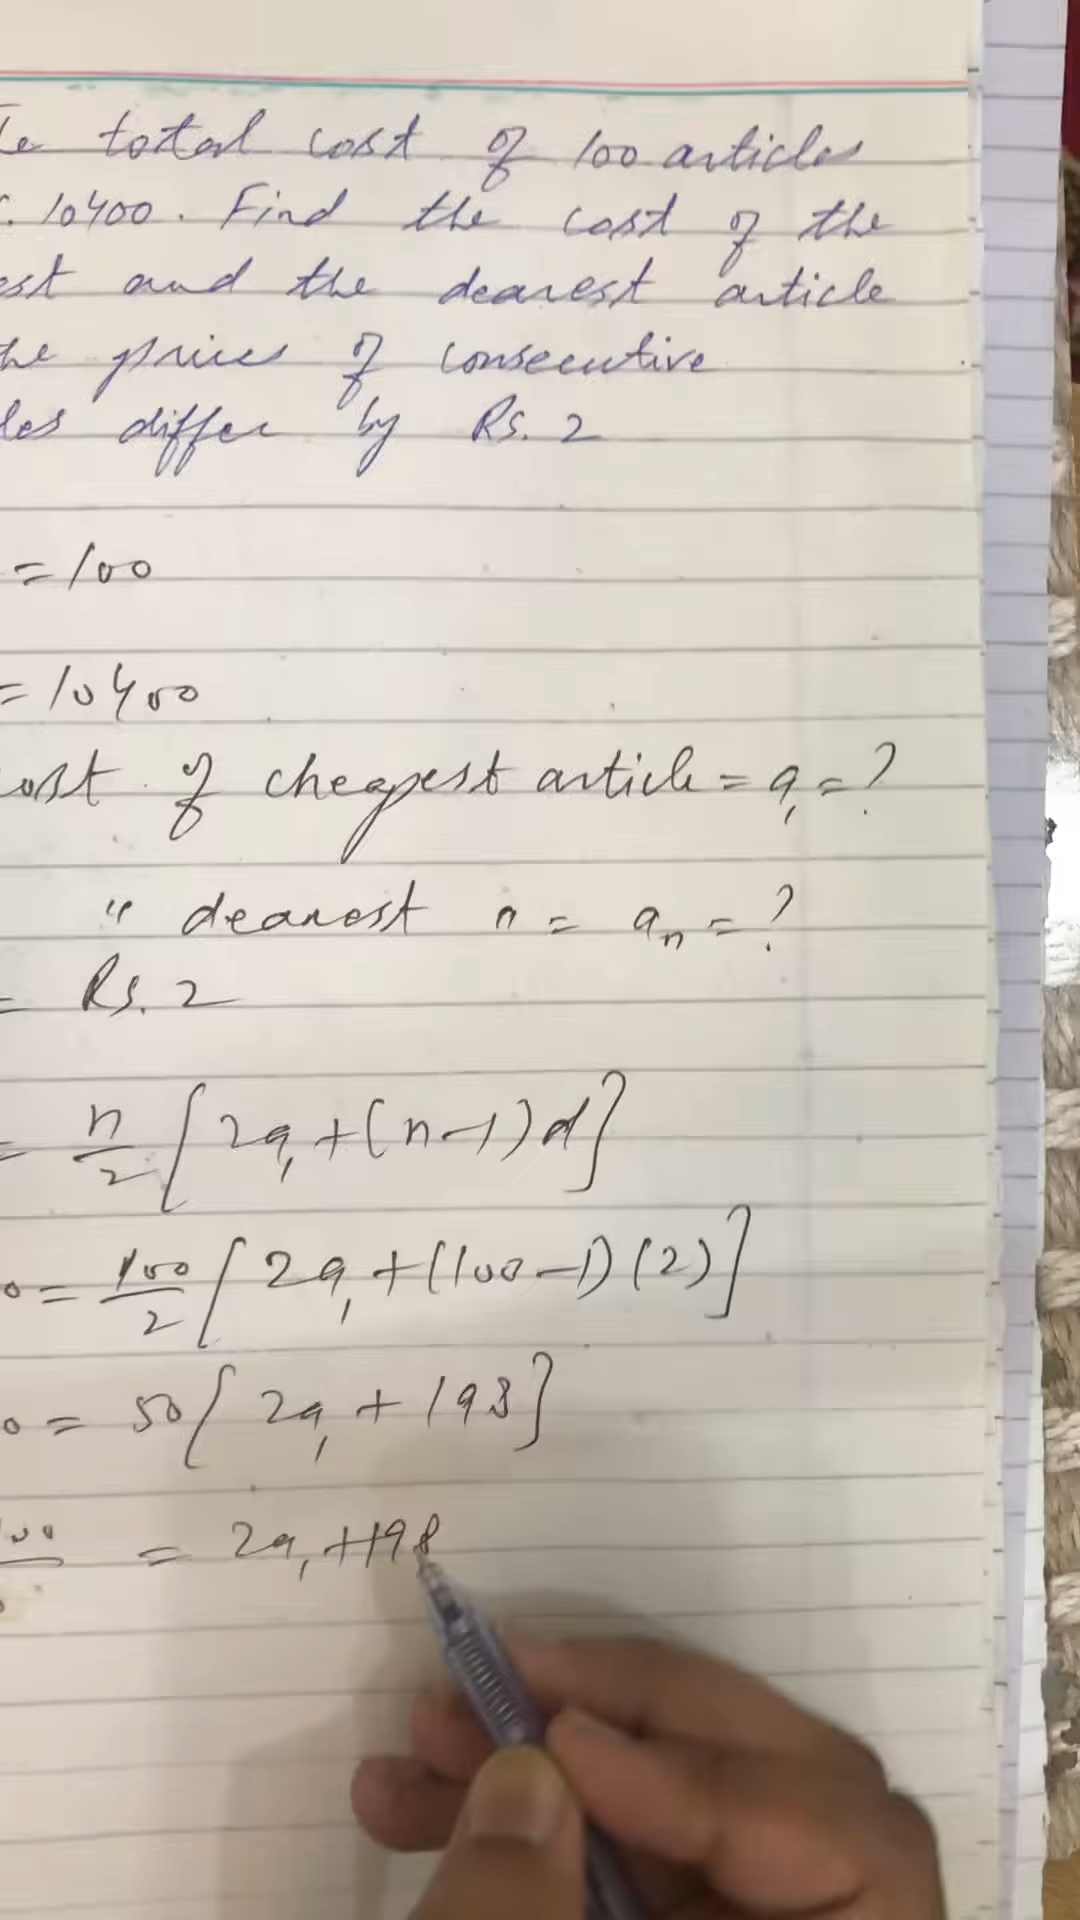 total cost of 100 articles
10400. Find the cost of the
and the dearest article
prices of consecutive
differ by Rs. 2
= 100
= 10400
cost of cheapest article = a₁ = ?
" dearest n = aₙ = ?
= Rs. 2
= n/2 [2a₁ + (n-1)d]
= 100/2 [2a₁ + (100-1)(2)]
= 50 [2a₁ + 198]
= 2a₁ + 198